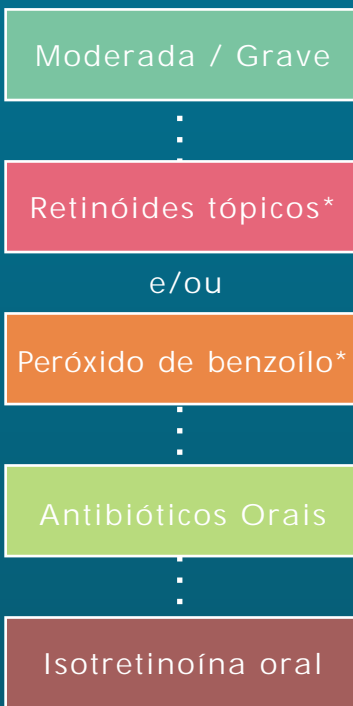 Moderada / Grave
Retinóides tópicos*
e/ou
Peróxido de benzoílo*
Antibióticos Orais
Isotretinoína oral